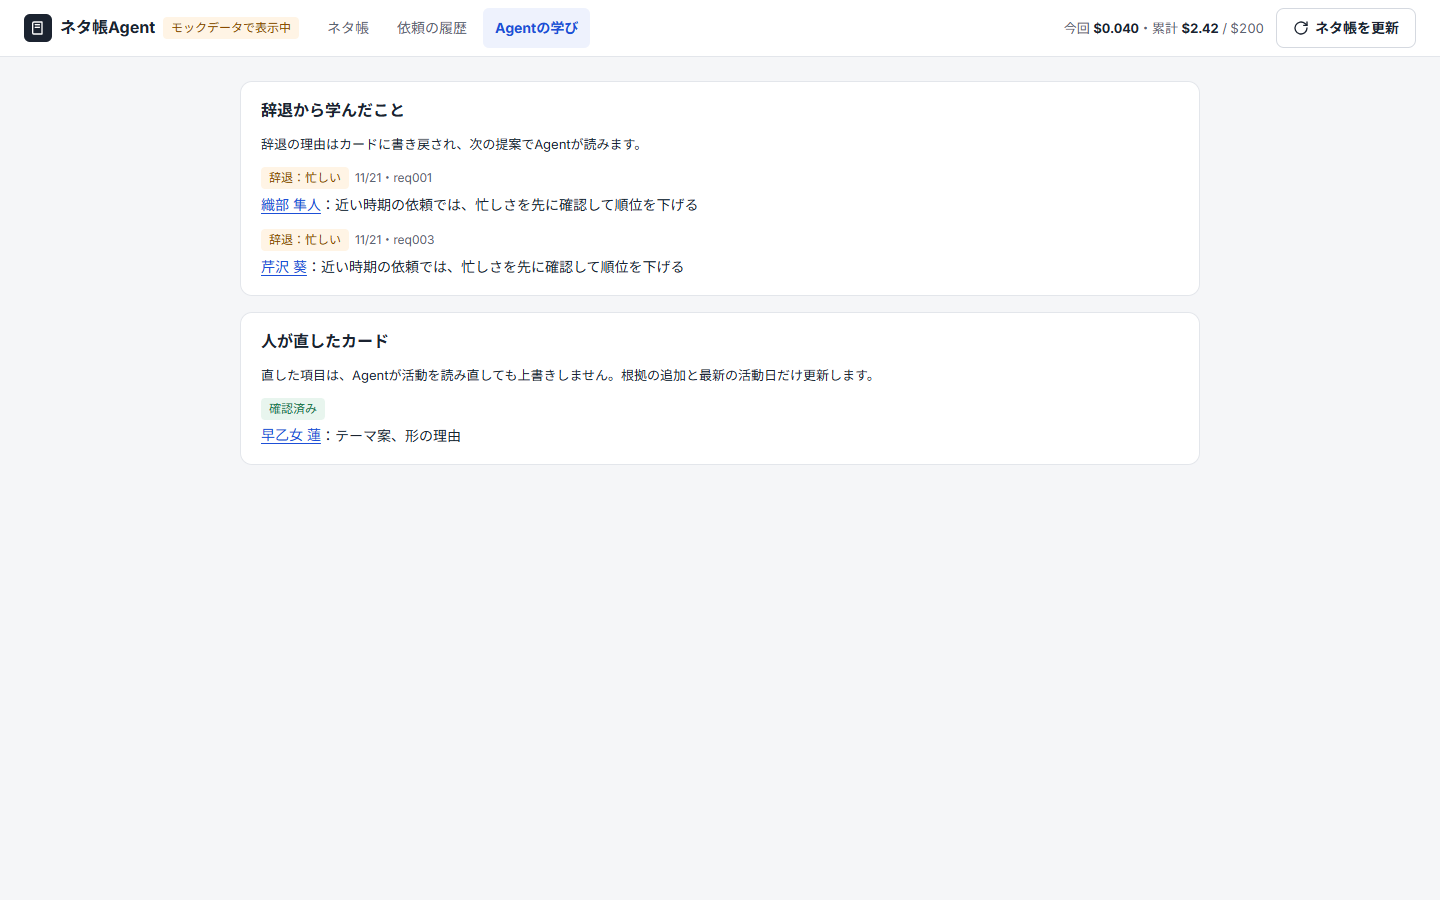 ネタ帳Agent モックデータで表示中 ネタ帳 依頼の履歴 Agentの学び 今回 $0.040・累計 $2.42 / $200 ネタ帳を更新
辞退から学んだこと
辞退の理由はカードに書き戻され、次の提案でAgentが読みます。
辞退：忙しい 11/21・req001
織部 隼人：近い時期の依頼では、忙しさを先に確認して順位を下げる
辞退：忙しい 11/21・req003
芹沢 葵：近い時期の依頼では、忙しさを先に確認して順位を下げる
人が直したカード
直した項目は、Agentが活動を読み直しても上書きしません。根拠の追加と最新の活動日だけ更新します。
確認済み
早乙女 蓮：テーマ案、形の理由